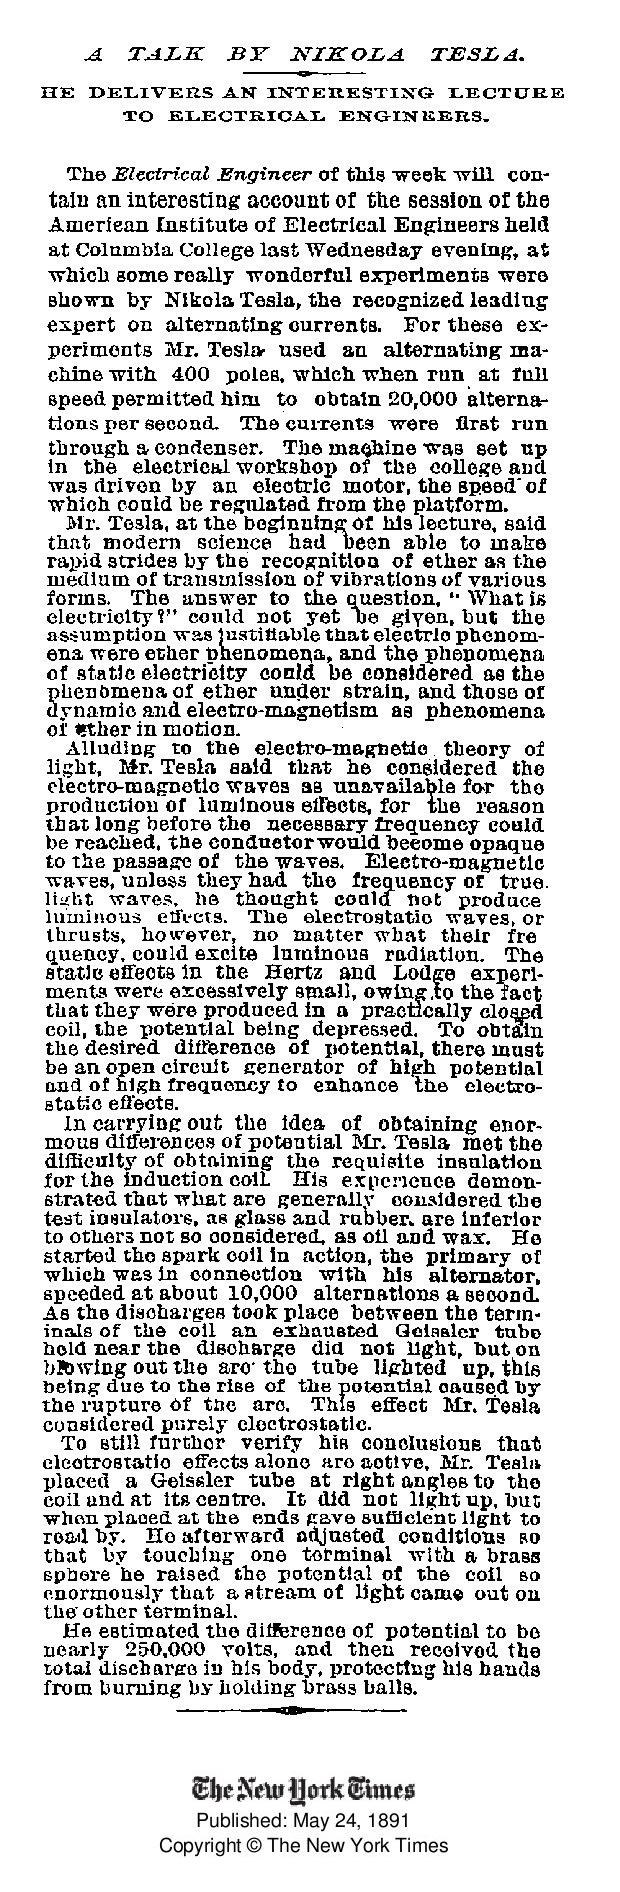 A TALK BY NIKOLA TESLA.
HE DELIVERS AN INTERESTING LECTURE
TO ELECTRICAL ENGINEERS.
The Electrical Engineer of this week will con-
tain an interesting account of the session of the
American Institute of Electrical Engineers held
at Columbia College last Wednesday evening, at
which some really wonderful experiments were
shown by Nikola Tesla, the recognized leading
expert on alternating currents. For these ex-
periments Mr. Tesla used an alternating ma-
chine with 400 poles, which when run at full
speed permitted him to obtain 20,000 alterna-
tions per second. The currents were first run
through a condenser. The machine was set up
in the electrical workshop of the college and
was driven by an electric motor, the speed of
which could be regulated from the platform.
Mr. Tesla, at the beginning of his lecture, said
that modern science had been able to make
rapid strides by the recognition of ether as the
medium of transmission of vibrations of various
forms. The answer to the question, "What is
electricity?" could not yet be given, but the
assumption was justifiable that electric phenom-
ena were ether phenomena, and the phenomena
of static electricity could be considered as the
phenomena of ether under strain, and those of
dynamic and electro-magnetism as phenomena
of ether in motion.
Alluding to the electro-magnetic theory of
light, Mr. Tesla said that he considered the
electro-magnetic waves as unavailable for the
production of luminous effects, for the reason
that long before the necessary frequency could
be reached, the conductor would become opaque
to the passage of the waves. Electro-magnetic
waves, unless they had the frequency of true
light waves, he thought could not produce
luminous effects. The electrostatic waves, or
thrusts, however, no matter what their fre
quency, could excite luminous radiation. The
static effects in the Hertz and Lodge experi-
ments were excessively small, owing to the fact
that they were produced in a practically closed
coil, the potential being depressed. To obtain
the desired difference of potential, there must
be an open circuit generator of high potential
and of high frequency to enhance the electro-
static effects.
In carrying out the idea of obtaining enor-
mous differences of potential Mr. Tesla met the
difficulty of obtaining the requisite insulation
for the induction coil. His experience demon-
strated that what are generally considered the
test insulators, as glass and rubber, are inferior
to others not so considered, as oil and wax. He
started the spark coil in action, the primary of
which was in connection with his alternator,
speeded at about 10,000 alternations a second.
As the discharges took place between the term-
inals of the coil an exhausted Geissler tube
held near the discharge did not light, but on
blowing out the arc the tube lighted up, this
being due to the rise of the potential caused by
the rupture of the arc. This effect Mr. Tesla
considered purely electrostatic.
To still further verify his conclusions that
electrostatic effects alone are active, Mr. Tesla
placed a Geissler tube at right angles to the
coil and at its centre. It did not light up, but
when placed at the ends gave sufficient light to
read by. He afterward adjusted conditions so
that by touching one terminal with a brass
sphere he raised the potential of the coil so
enormously that a stream of light came out on
the other terminal.
He estimated the difference of potential to be
nearly 250,000 volts, and then received the
total discharge in his body, protecting his hands
from burning by holding brass balls.
The New York Times
Published: May 24, 1891
Copyright © The New York Times